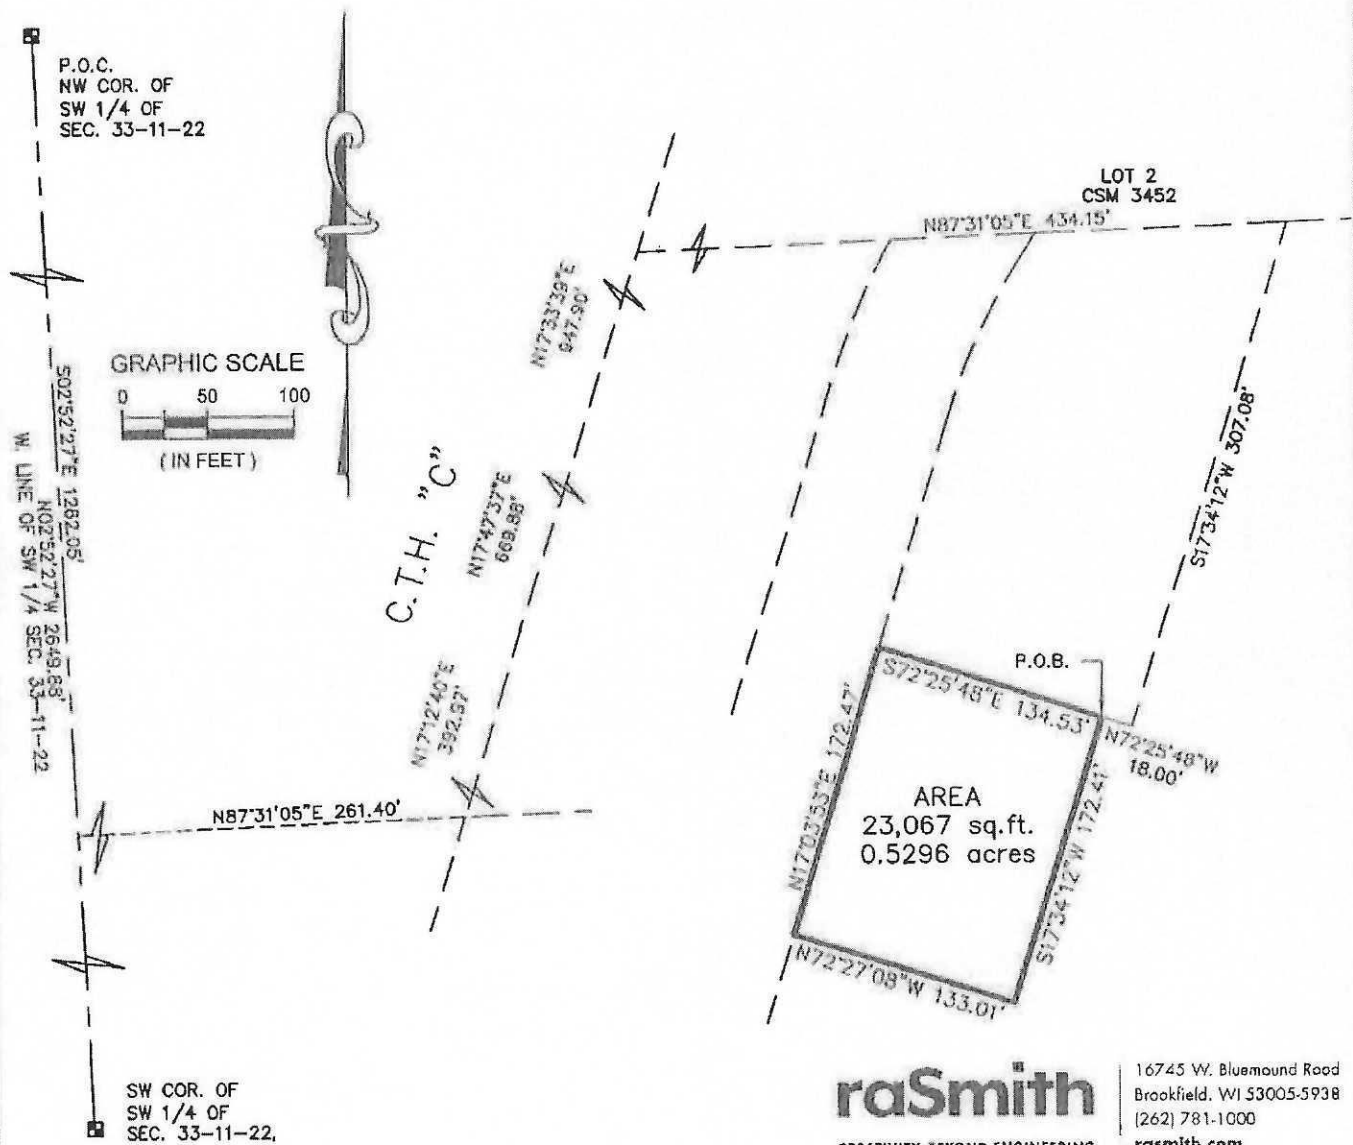 P.O.C.
NW COR. OF
SW 1/4 OF
SEC. 33-11-22
LOT 2
CSM 3452
N87°31'05"E 434.15'
N17°33'39"E
947.90'
GRAPHIC SCALE
0 50 100
(IN FEET)
S02°52'27"E 1262.05'
N02°52'27"W 2649.88'
W. LINE OF SW 1/4 SEC. 33-11-22
C.T.H. "C"
N17°47'37"E
669.88'
S17°34'12"W 307.08'
N17°12'40"E
392.97'
P.O.B.
S72°25'48"E 134.53'
N72°25'48"W
18.00'
N17°03'53"E 172.47'
AREA
23,067 sq.ft.
0.5296 acres
S17°34'12"W 172.41'
N87°31'05"E 261.40'
N72°27'08"W 133.01'
SW COR. OF
SW 1/4 OF
SEC. 33-11-22,
raSmith
CREATIVITY BEYOND ENGINEERING
16745 W. Bluemound Road
Brookfield, WI 53005-5938
(262) 781-1000
rasmith.com